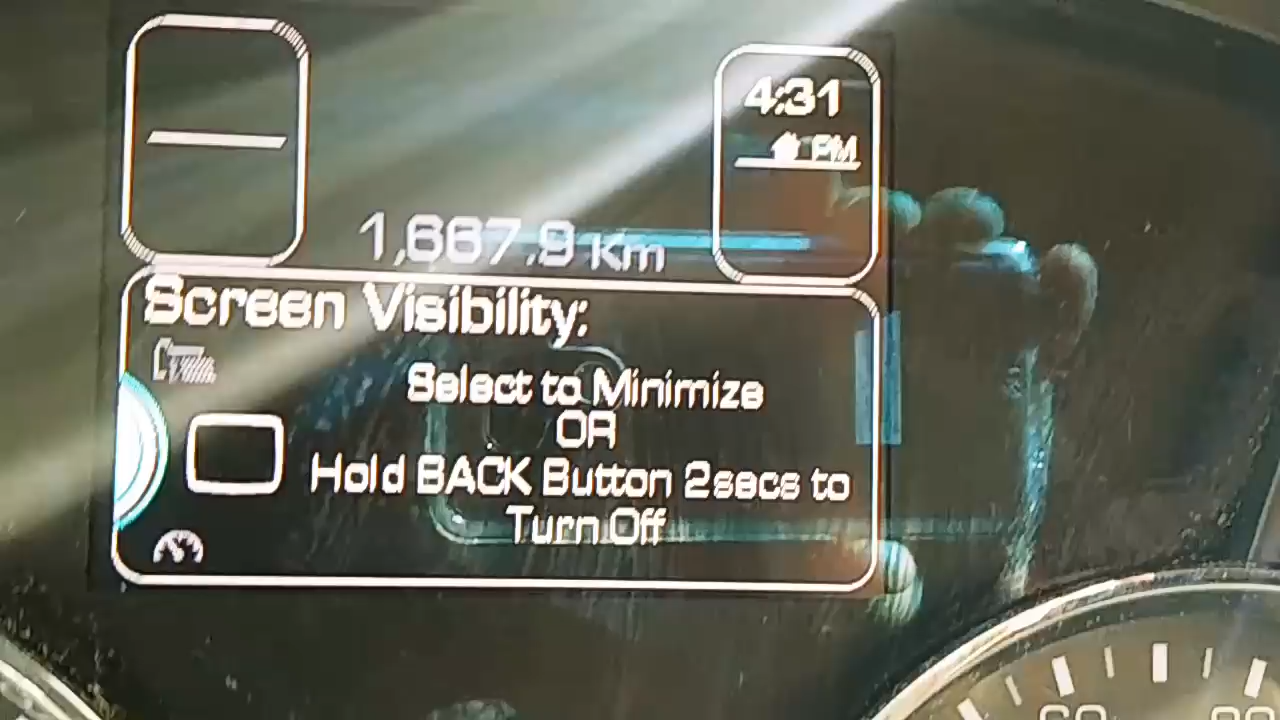 4:31
PM
1,667.9 Km
Screen Visibility:
Select to Minimize
OR
Hold BACK Button 2secs to
Turn Off